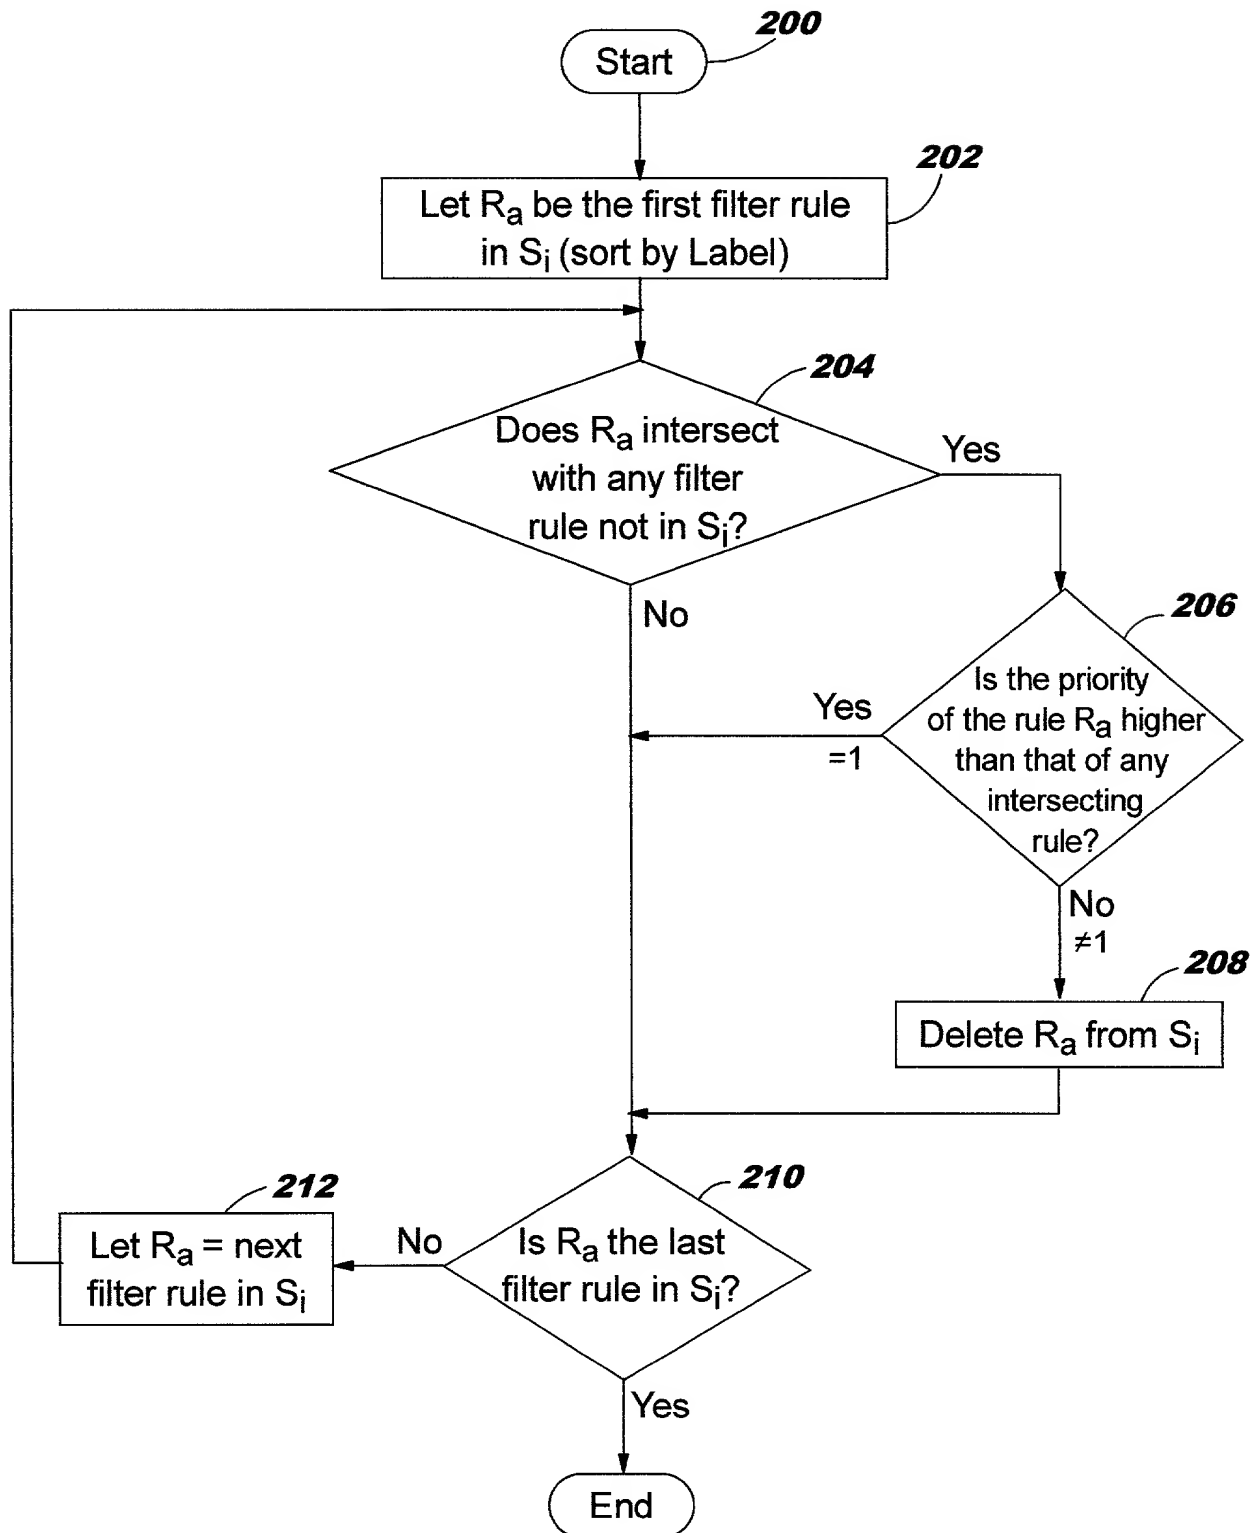 200
Start
202
Let Ra be the first filter rule
in Si (sort by Label)
204
Does Ra intersect
with any filter
rule not in Si?
Yes
No
206
Is the priority
of the rule Ra higher
than that of any
intersecting
rule?
Yes
=1
No
≠1
208
Delete Ra from Si
210
Is Ra the last
filter rule in Si?
No
212
Let Ra = next
filter rule in Si
Yes
End